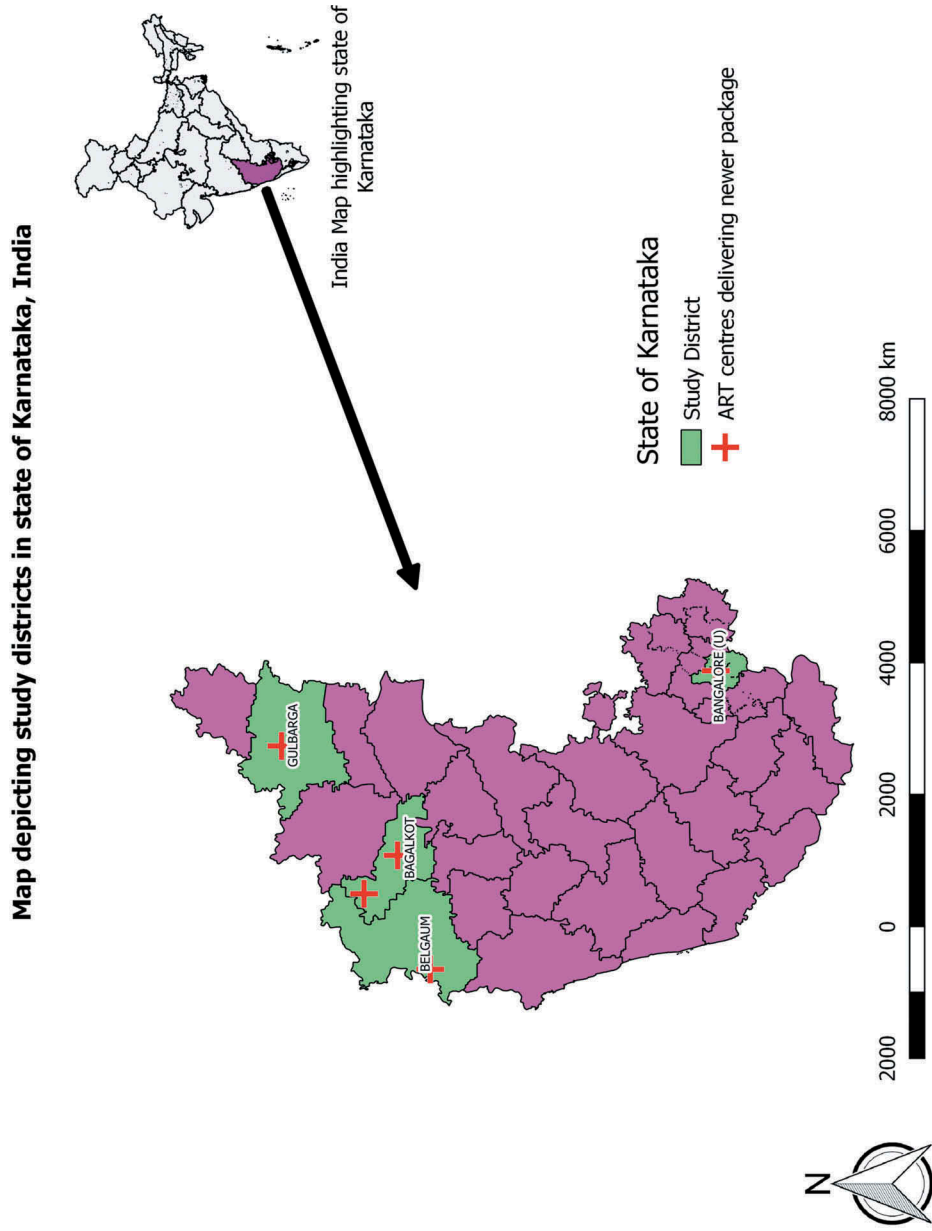 Map depicting study districts in state of Karnataka, India
India Map highlighting state of
Karnataka
GULBARGA
BAGALKOT
BELGAUM
BANGALORE (U)
State of Karnataka
Study District
ART centres delivering newer package
N
2000 0 2000 4000 6000 8000 km